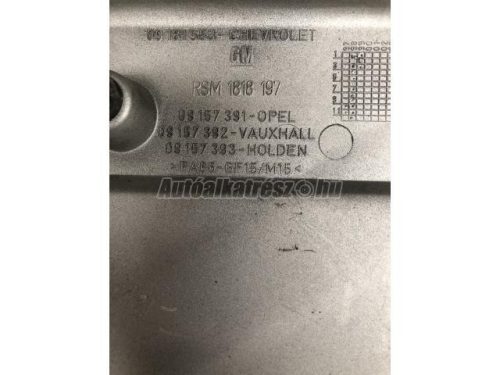 CHEVROLET
GM
RSM 1618 197
09 157 391-OPEL
09 157 392-VAUXHALL
09 157 393-HOLDEN
>PA66-GF15/M15<
Autóalkatrész.hu